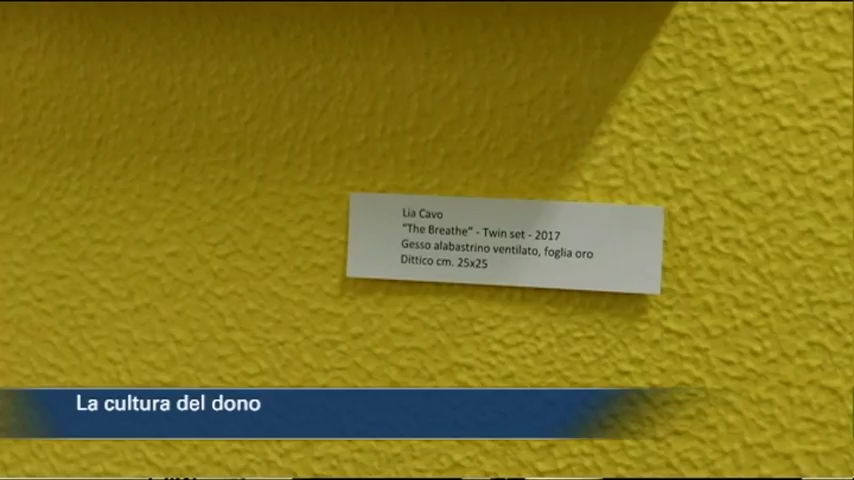 Lia Cavo
"The Breathe" - Twin set - 2017
Gesso alabastrino ventilato, foglia oro
Dittico cm. 25x25
La cultura del dono